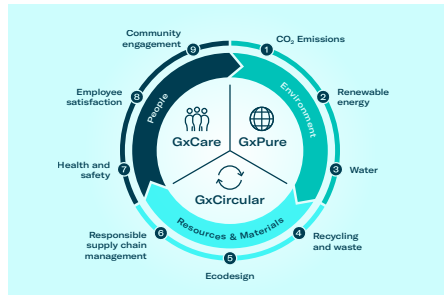 1
CO₂ Emissions
2
Renewable
energy
3
Water
4
Recycling
and waste
5
Ecodesign
6
Responsible
supply chain
management
7
Health and
safety
8
Employee
satisfaction
9
Community
engagement
People
Environment
Resources & Materials
GxCare
GxPure
GxCircular